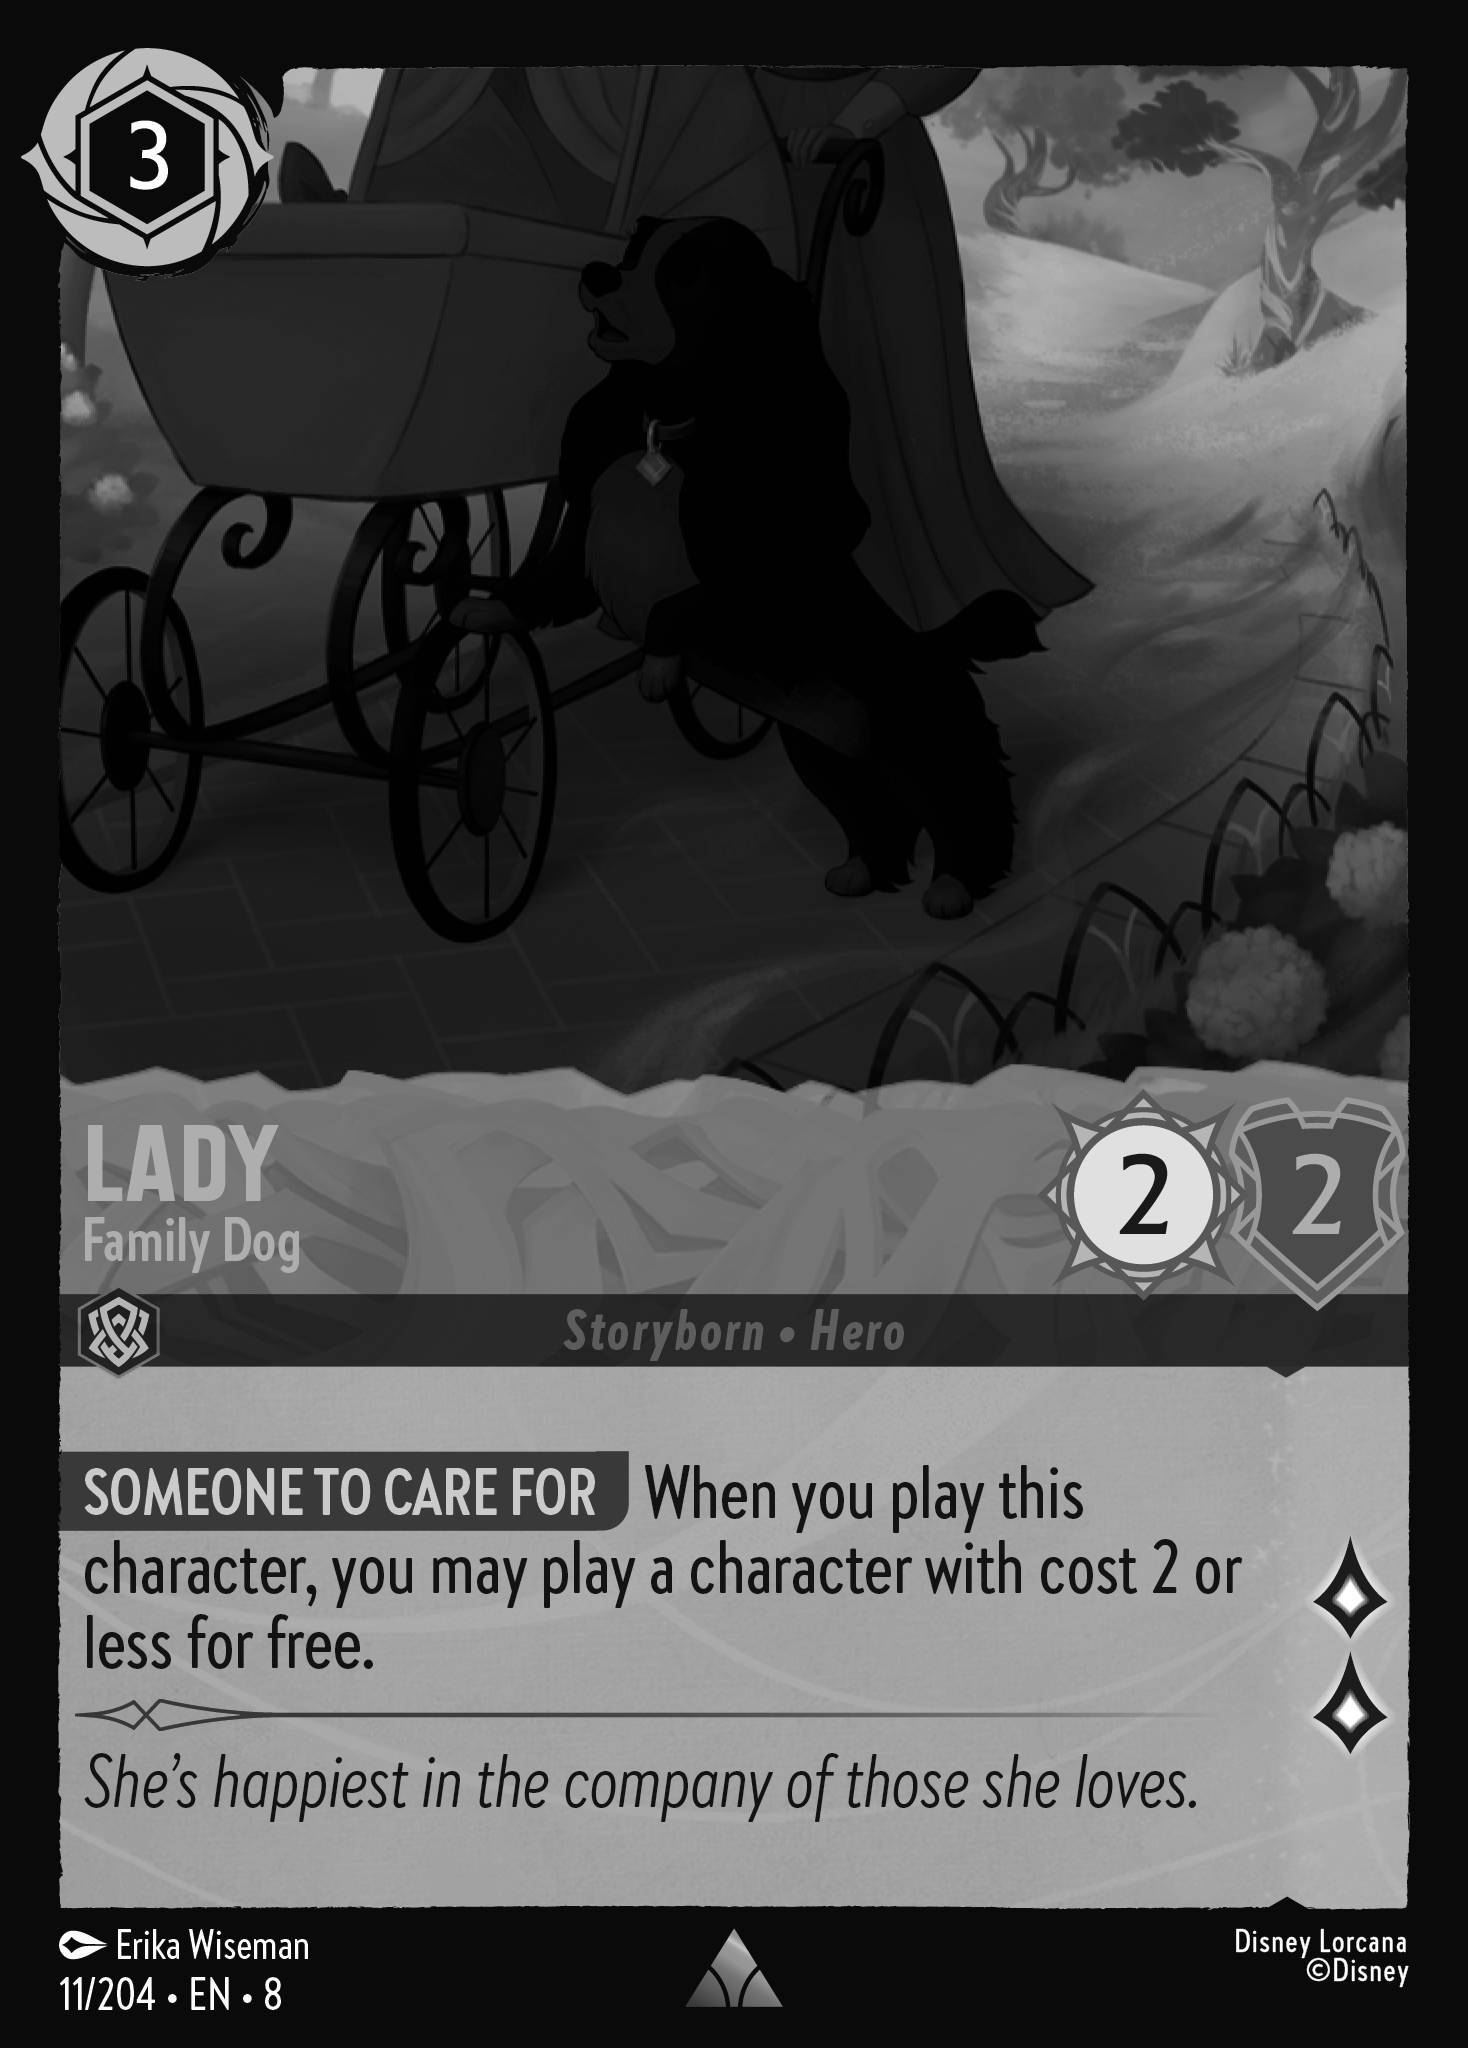 3
LADY
Family Dog
2
2
Storyborn • Hero
SOMEONE TO CARE FOR When you play this
character, you may play a character with cost 2 or
less for free.
She's happiest in the company of those she loves.
Erika Wiseman
11/204 • EN • 8
Disney Lorcana
©Disney